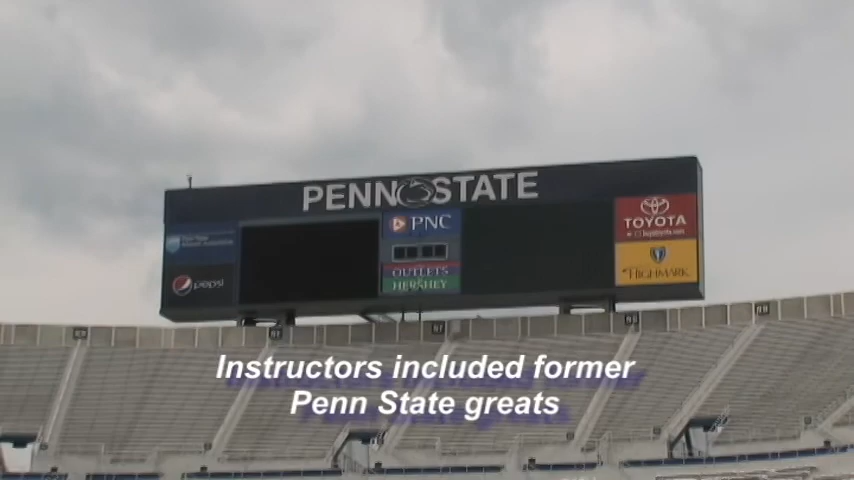 PENN STATE
PNC
TOYOTA
pepsi
OUTLETS
HERSHEY
HIGHMARK
Instructors included former
Penn State greats